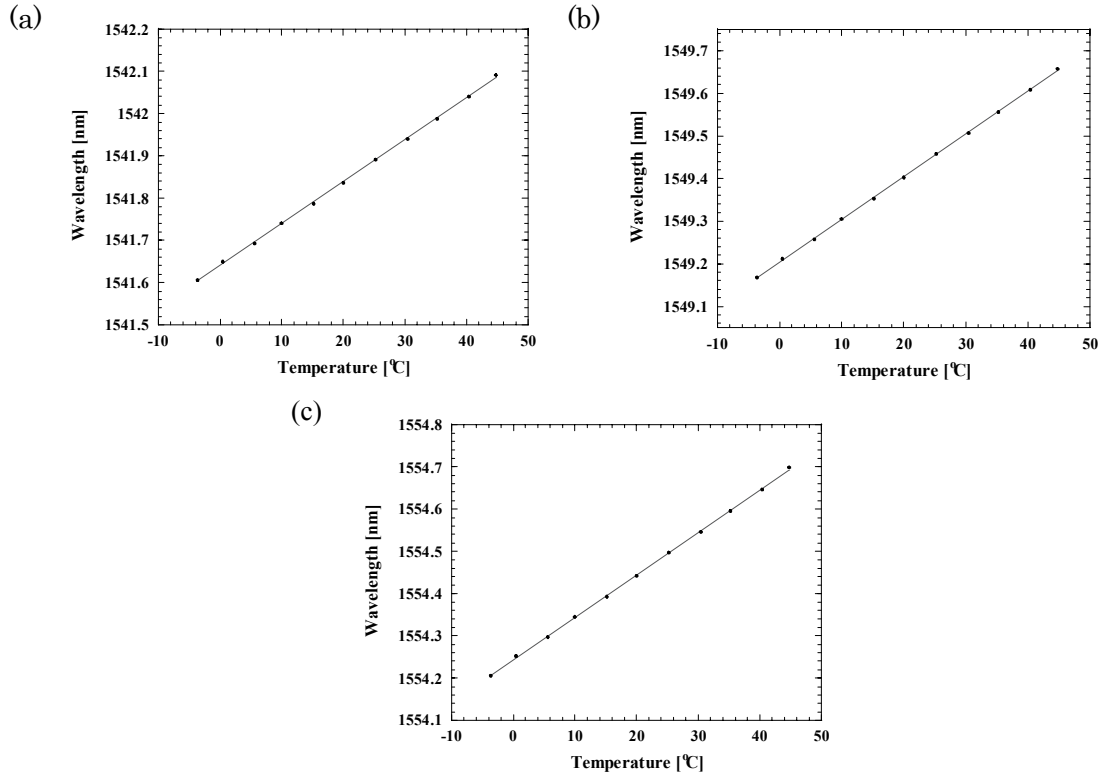 (a)
1542.2
1542.1
1542
1541.9
1541.8
1541.7
1541.6
1541.5
Wavelength [nm]
-10 0 10 20 30 40 50
Temperature [°C]
(b)
1549.7
1549.6
1549.5
1549.4
1549.3
1549.2
1549.1
Wavelength [nm]
-10 0 10 20 30 40 50
Temperature [°C]
(c)
1554.8
1554.7
1554.6
1554.5
1554.4
1554.3
1554.2
1554.1
Wavelength [nm]
-10 0 10 20 30 40 50
Temperature [°C]